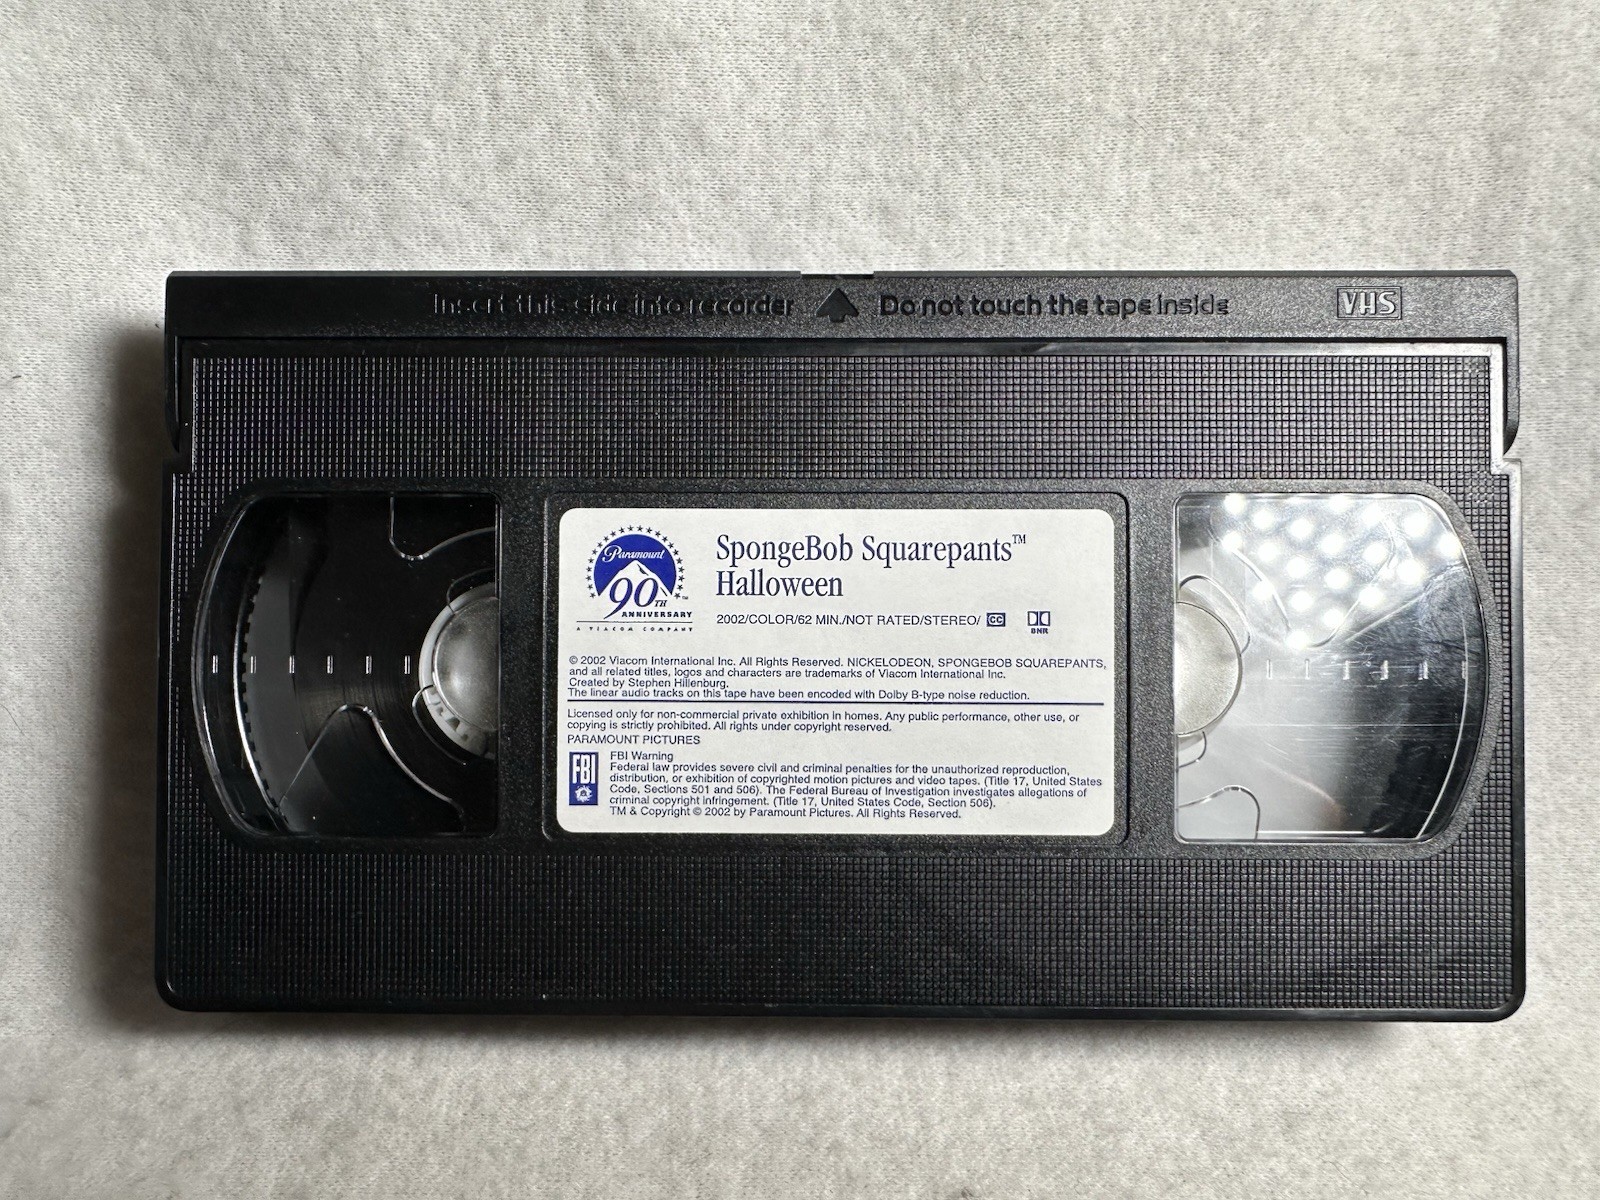 Insert this side into recorder Do not touch the tape inside VHS
Paramount
90TH
ANNIVERSARY
A VIACOM COMPANY
SpongeBob Squarepants™
Halloween
2002/COLOR/62 MIN./NOT RATED/STEREO/ CC
BNR
© 2002 Viacom International Inc. All Rights Reserved. NICKELODEON, SPONGEBOB SQUAREPANTS,
and all related titles, logos and characters are trademarks of Viacom International Inc.
Created by Stephen Hillenburg.
The linear audio tracks on this tape have been encoded with Dolby B-type noise reduction.
Licensed only for non-commercial private exhibition in homes. Any public performance, other use, or
copying is strictly prohibited. All rights under copyright reserved.
PARAMOUNT PICTURES
FBI
FBI Warning
Federal law provides severe civil and criminal penalties for the unauthorized reproduction,
distribution, or exhibition of copyrighted motion pictures and video tapes. (Title 17, United States
Code, Sections 501 and 506). The Federal Bureau of Investigation investigates allegations of
criminal copyright infringement. (Title 17, United States Code, Section 506).
TM & Copyright © 2002 by Paramount Pictures. All Rights Reserved.